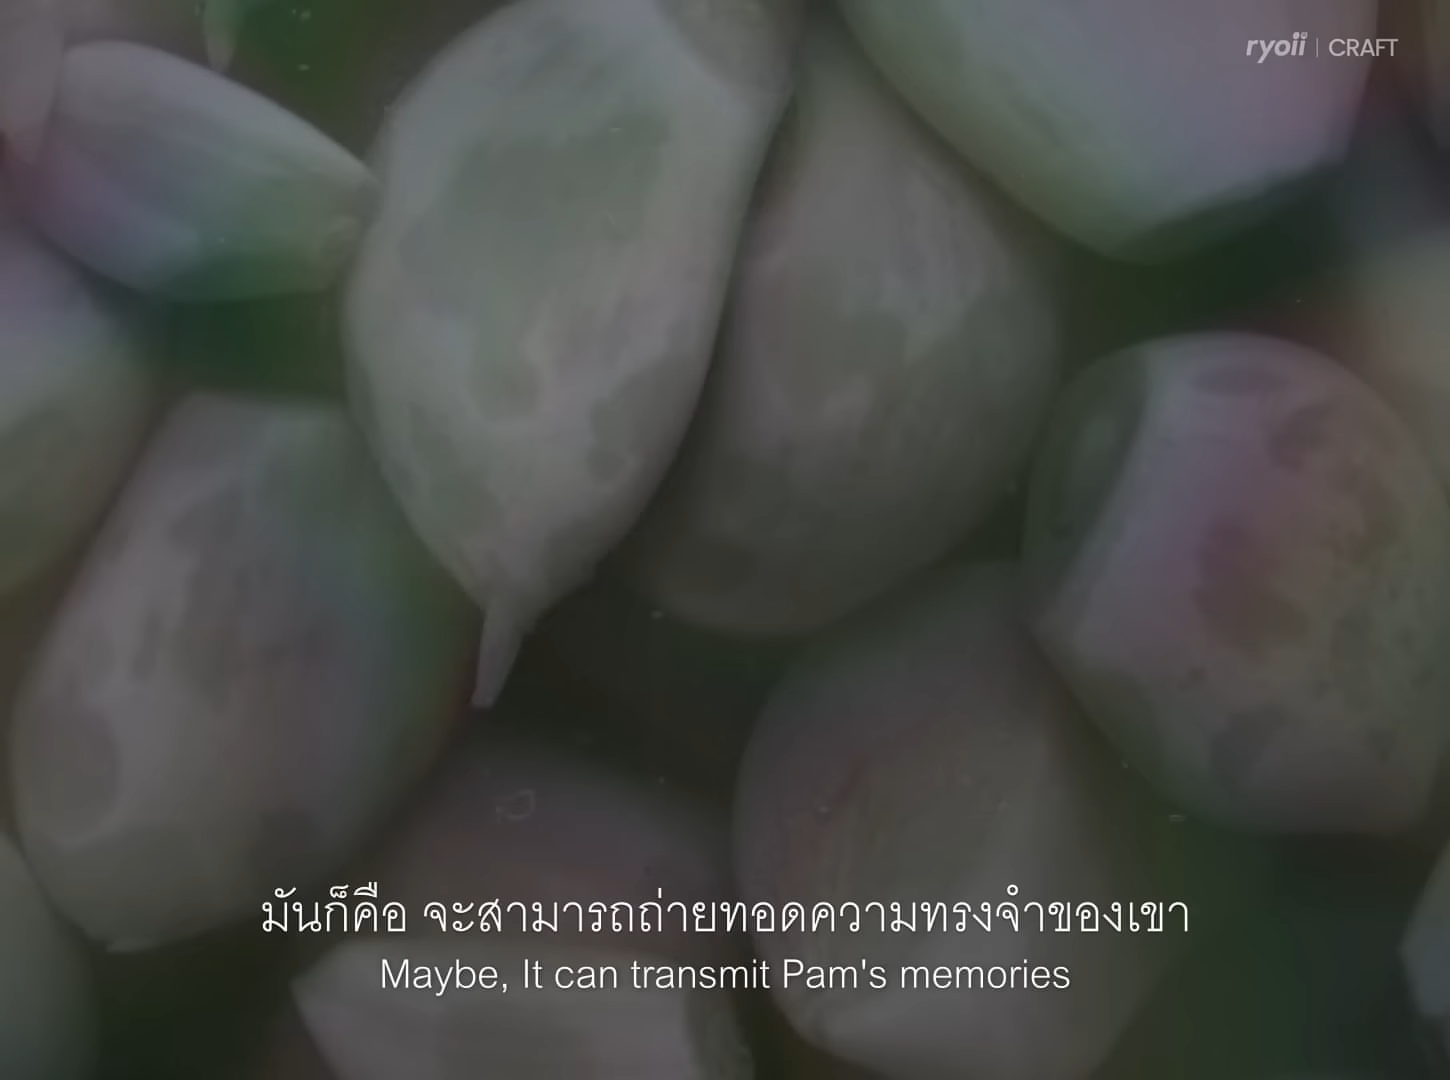 ryoii | CRAFT
มันก็คือ จะสามารถถ่ายทอดความทรงจำของเขา
Maybe, It can transmit Pam's memories